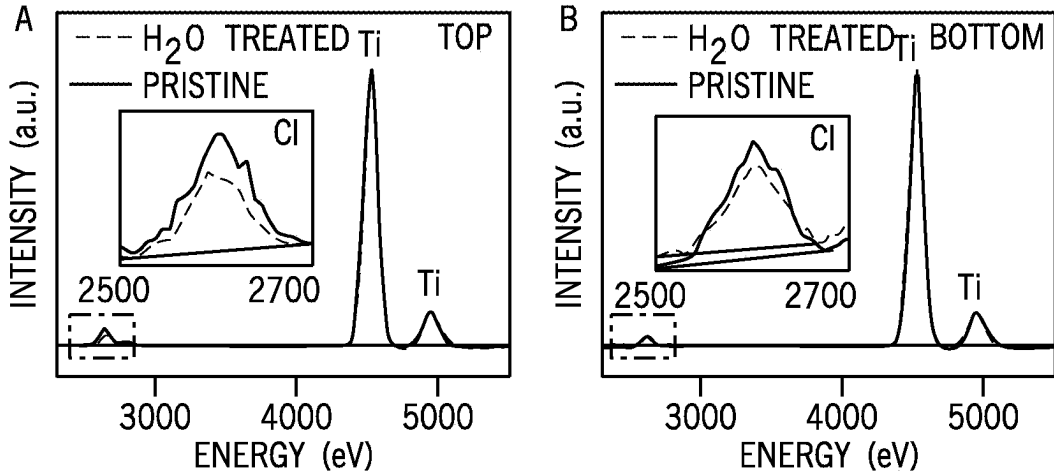 A
H2O TREATED
Ti
TOP
PRISTINE
Cl
2500
2700
Ti
INTENSITY (a.u.)
3000
4000
5000
ENERGY (eV)
B
H2O TREATED
Ti
BOTTOM
PRISTINE
Cl
2500
2700
Ti
INTENSITY (a.u.)
3000
4000
5000
ENERGY (eV)